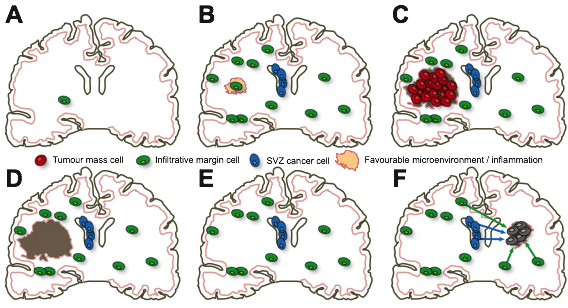 A B C
Tumour mass cell Infiltrative margin cell SVZ cancer cell Favourable microenvironment / inflammation
D E F